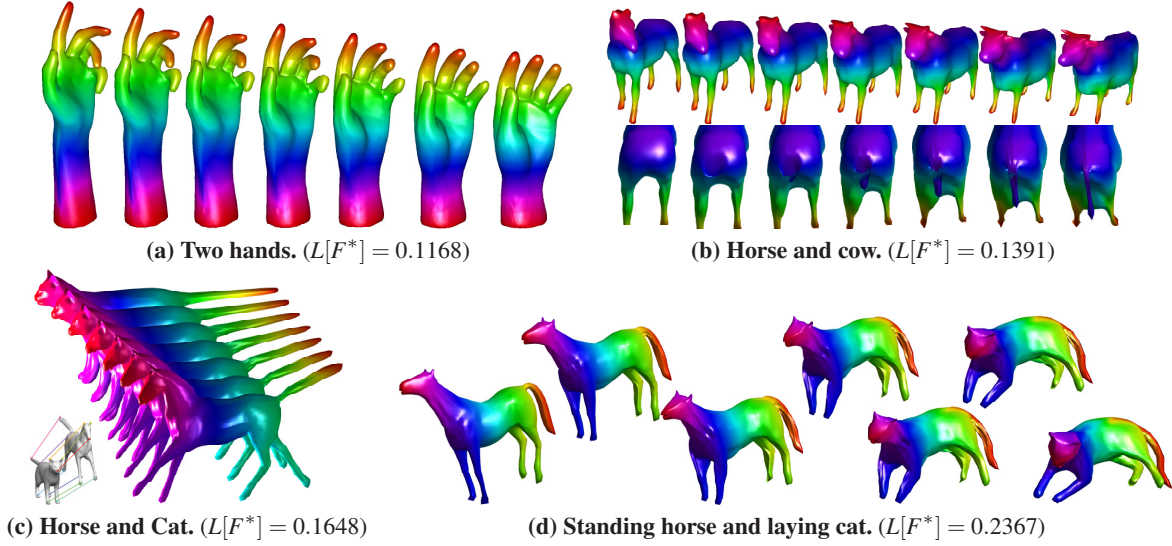 (a) Two hands. (L[F*] = 0.1168)
(b) Horse and cow. (L[F*] = 0.1391)
(c) Horse and Cat. (L[F*] = 0.1648)
(d) Standing horse and laying cat. (L[F*] = 0.2367)